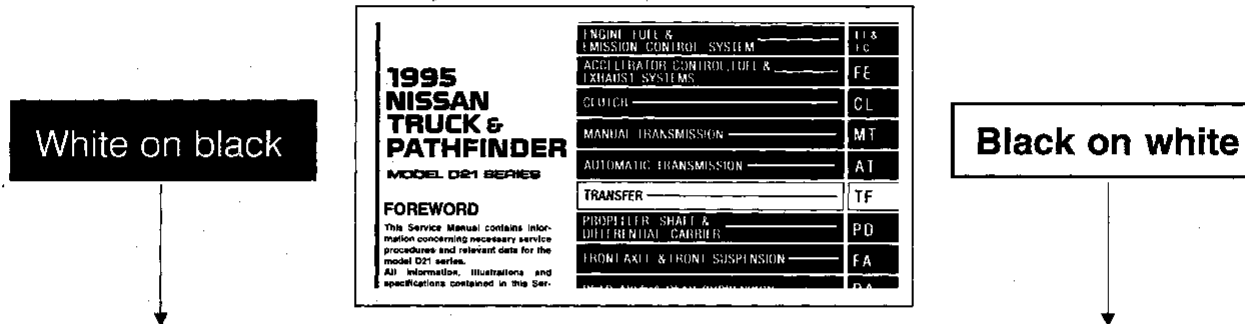 White on black
1995
NISSAN
TRUCK &
PATHFINDER
MODEL D21 SERIES
FOREWORD
This Service Manual contains infor-
mation concerning necessary service
procedures and relevant data for the
model D21 series.
All information, illustrations and
specifications contained in this Ser-
ENGINE FUEL &
EMISSION CONTROL SYSTEM
ACCELERATOR CONTROL, FUEL &
EXHAUST SYSTEMS
FE
CLUTCH
CL
MANUAL TRANSMISSION
MT
AUTOMATIC TRANSMISSION
AT
TRANSFER
TF
PROPELLER SHAFT &
DIFFERENTIAL CARRIER
PD
FRONT AXLE & FRONT SUSPENSION
FA
Black on white